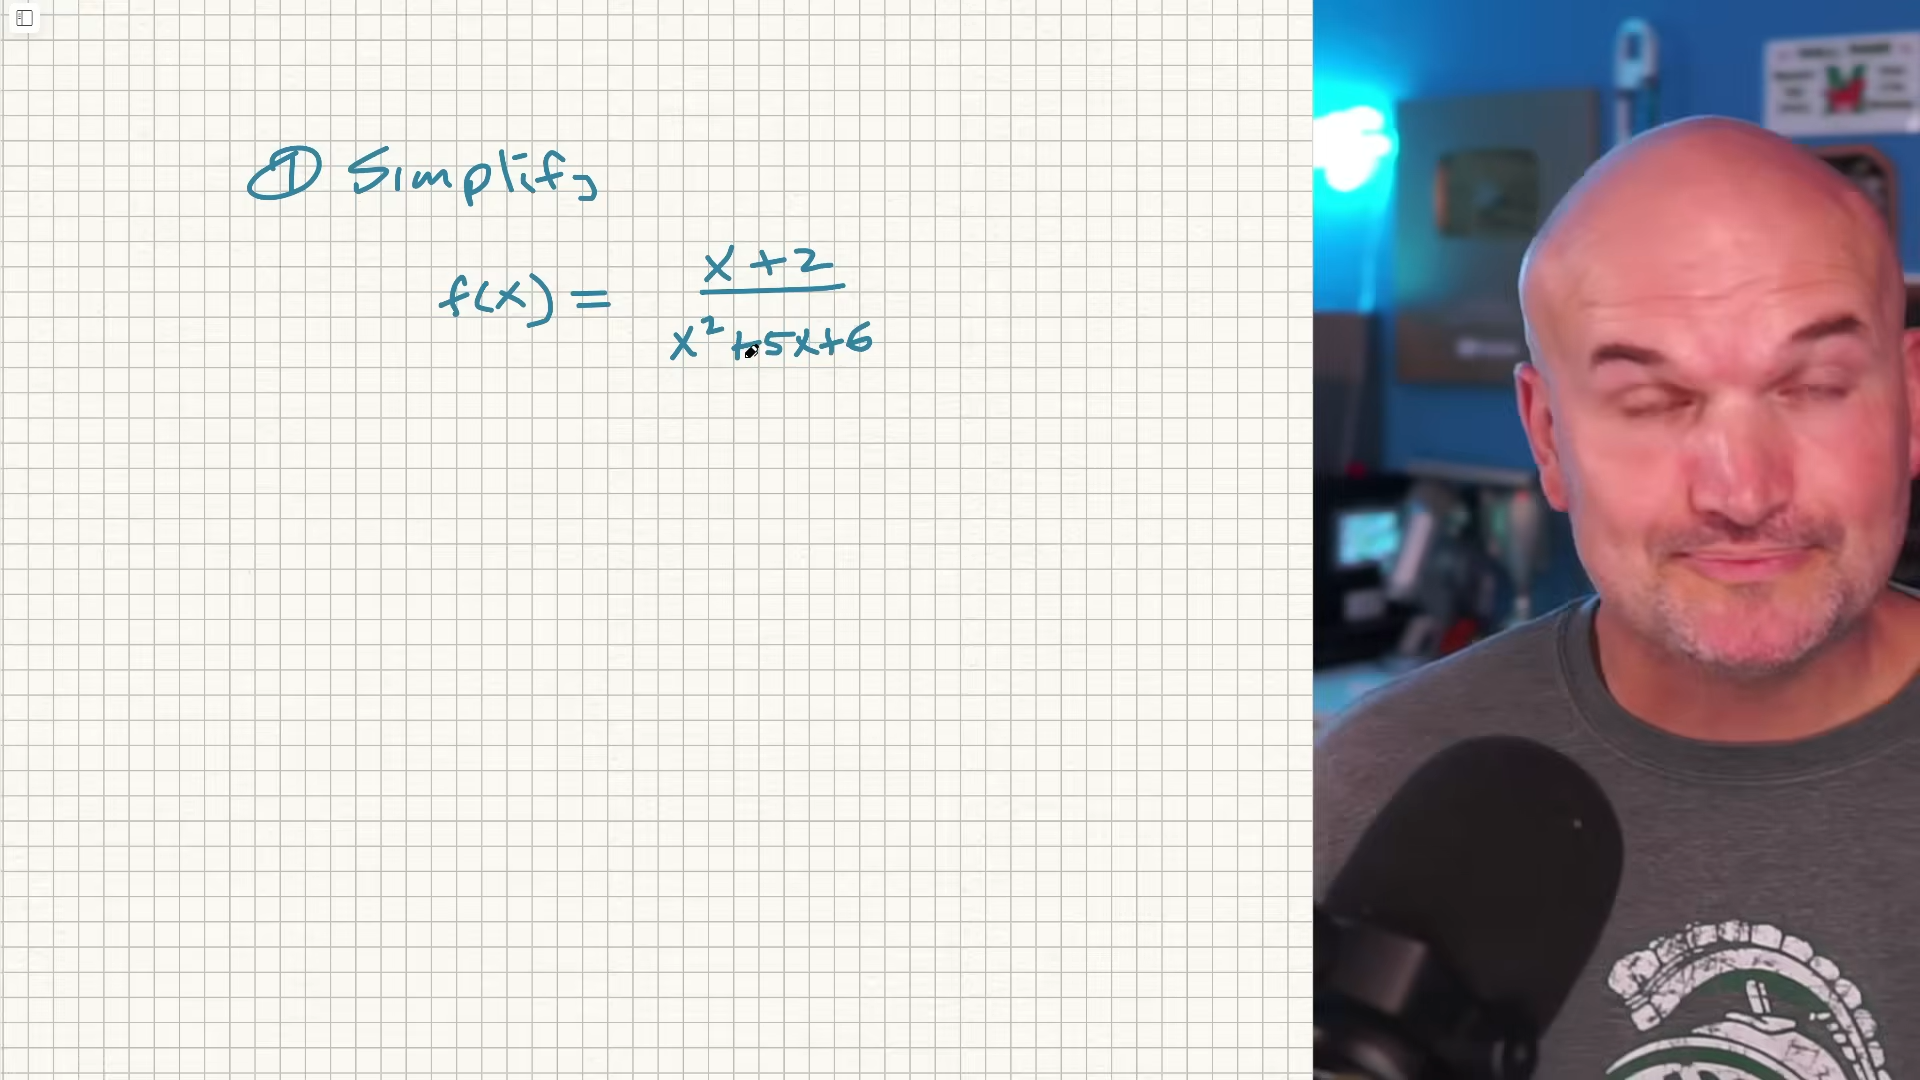 ① Simplify
f(x) = x + 2
x² + 5x + 6